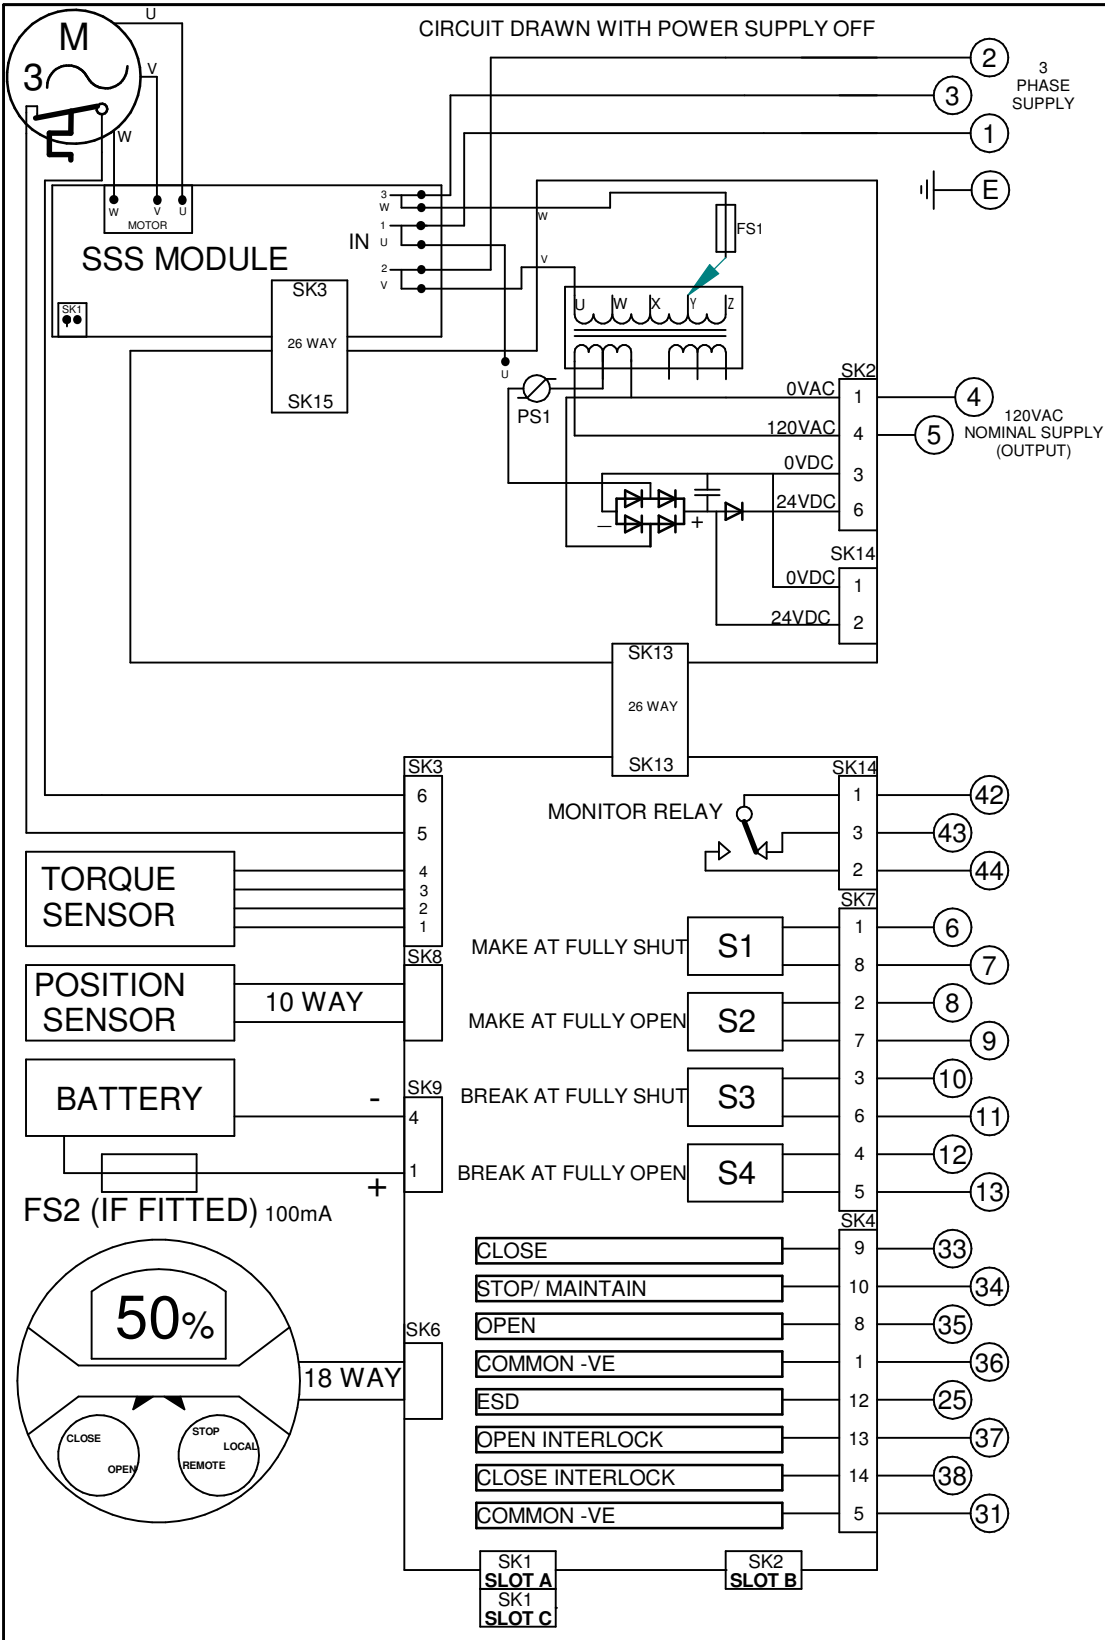 CIRCUIT DRAWN WITH POWER SUPPLY OFF
U
M
3
V
W
2
3
1
3
PHASE
SUPPLY
E
W V U
MOTOR
SSS MODULE
IN
3
W
1
U
2
V
W
V
FS1
SK1
SK3
26 WAY
SK15
U W X Y Z
U
PS1
SK2
0VAC 1 4
120VAC 4 5
120VAC
NOMINAL SUPPLY
(OUTPUT)
0VDC 3
24VDC 6
– +
SK14
0VDC 1
24VDC 2
SK13
26 WAY
SK13
SK3
6
5
4
3
2
1
TORQUE
SENSOR
SK8
POSITION
SENSOR
10 WAY
BATTERY
SK9
- 4
1
+
FS2 (IF FITTED) 100mA
50%
CLOSE
OPEN
STOP
LOCAL
REMOTE
18 WAY
SK6
MONITOR RELAY
SK14
1 42
3 43
2 44
SK7
MAKE AT FULLY SHUT S1
1 6
8 7
MAKE AT FULLY OPEN S2
2 8
7 9
BREAK AT FULLY SHUT S3
3 10
6 11
BREAK AT FULLY OPEN S4
4 12
5 13
SK4
CLOSE 9 33
STOP/ MAINTAIN 10 34
OPEN 8 35
COMMON -VE 1 36
ESD 12 25
OPEN INTERLOCK 13 37
CLOSE INTERLOCK 14 38
COMMON -VE 5 31
SK1
SLOT A
SK1
SLOT C
SK2
SLOT B